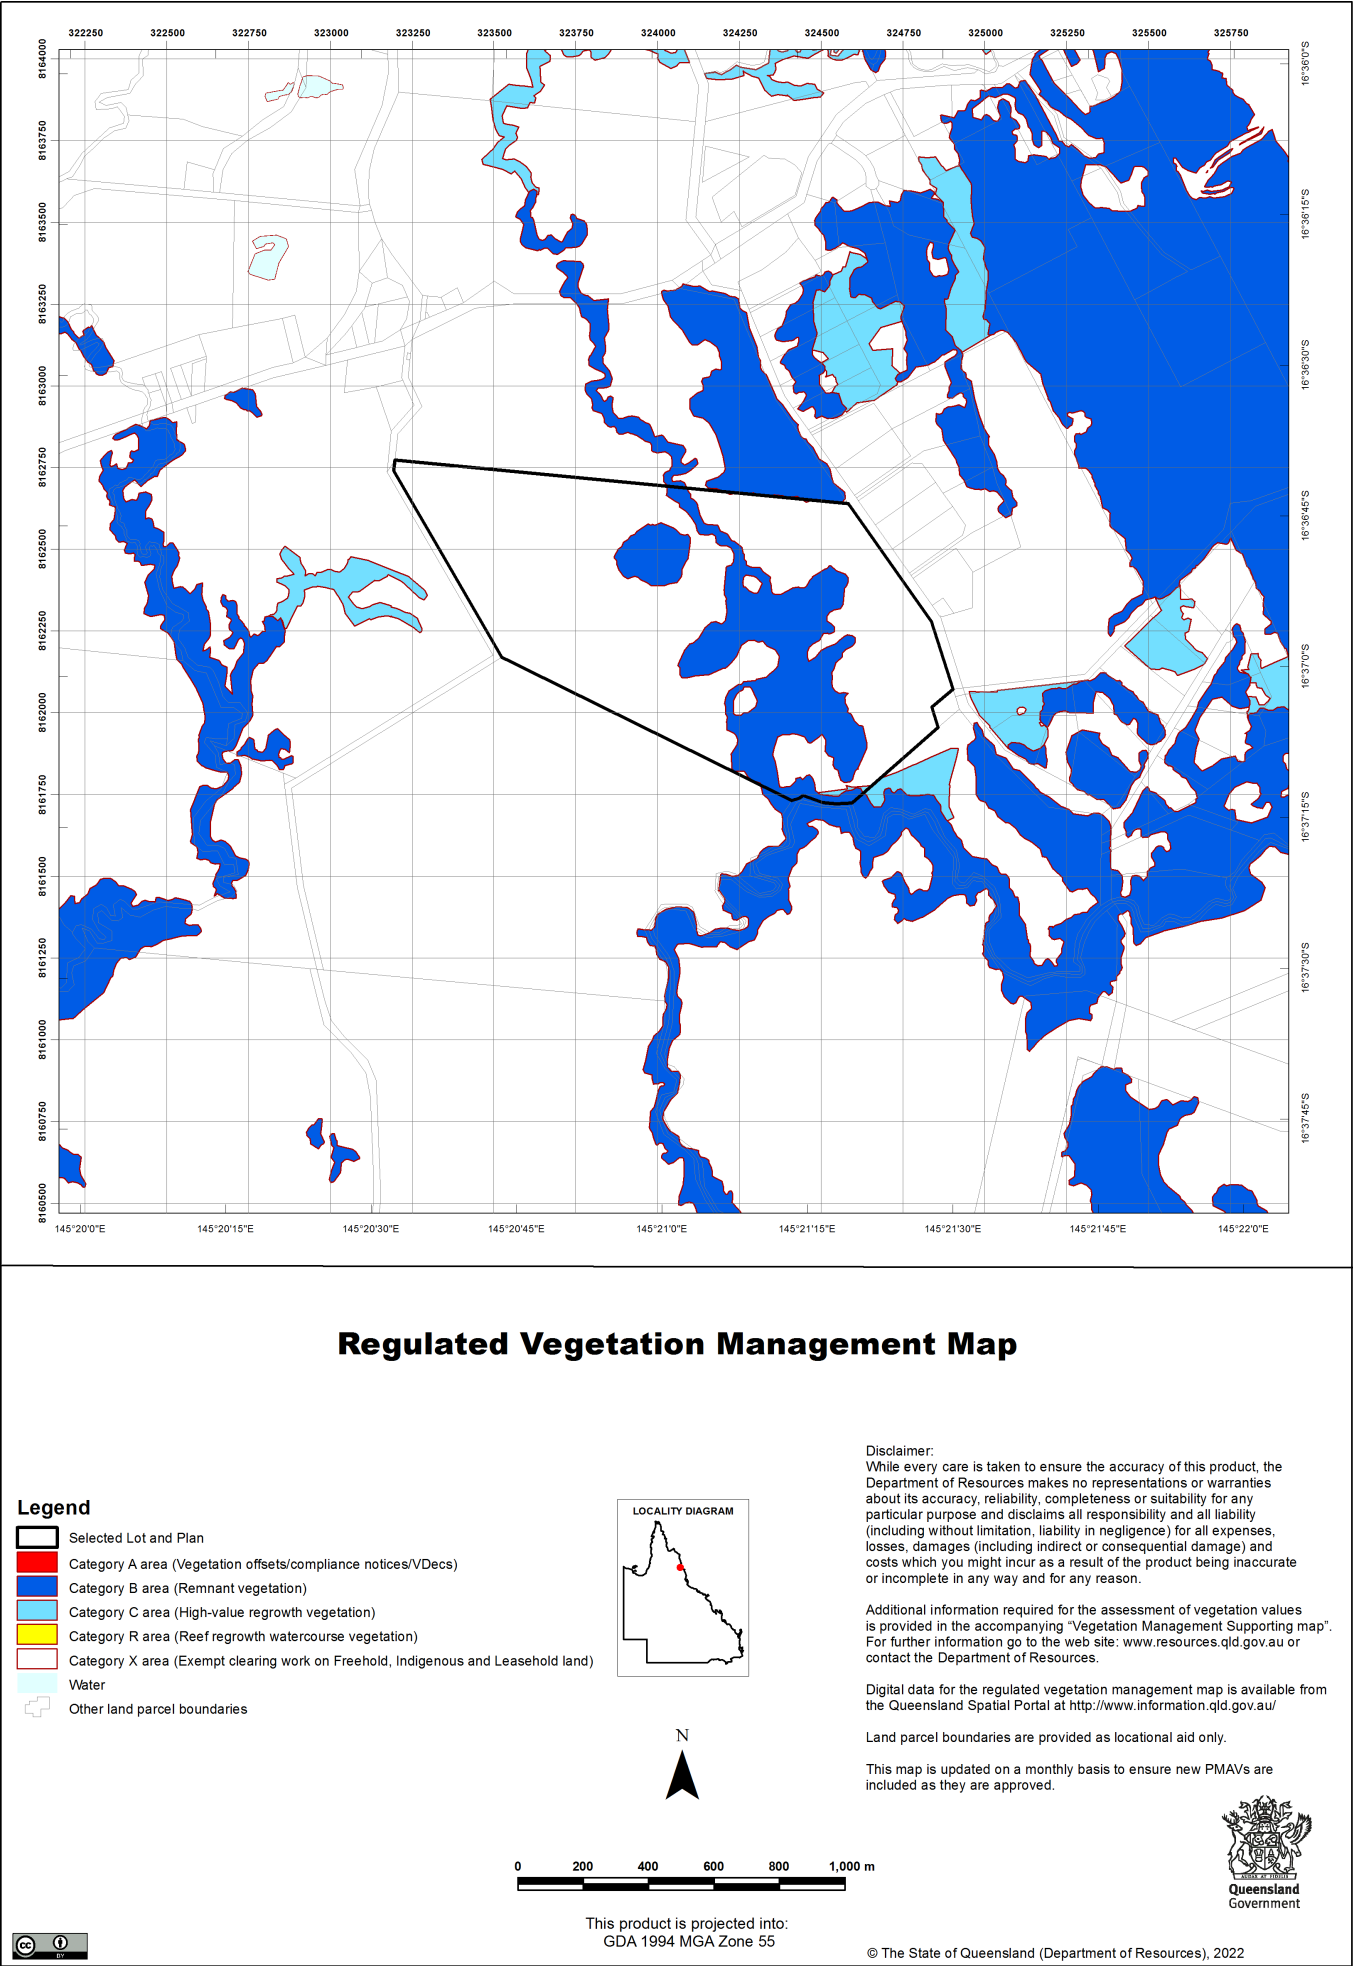 322250 322500 322750 323000 323250 323500 323750 324000 324250 324500 324750 325000 325250 325500 325750
8164000
8163750
8163500
8163250
8163000
8162750
8162500
8162250
8162000
8161750
8161500
8161250
8161000
8160750
8160500
16°36'0"S
16°36'15"S
16°36'30"S
16°36'45"S
16°37'0"S
16°37'15"S
16°37'30"S
16°37'45"S
145°20'0"E 145°20'15"E 145°20'30"E 145°20'45"E 145°21'0"E 145°21'15"E 145°21'30"E 145°21'45"E 145°22'0"E
Regulated Vegetation Management Map
Legend
Selected Lot and Plan
Category A area (Vegetation offsets/compliance notices/VDecs)
Category B area (Remnant vegetation)
Category C area (High-value regrowth vegetation)
Category R area (Reef regrowth watercourse vegetation)
Category X area (Exempt clearing work on Freehold, Indigenous and Leasehold land)
Water
Other land parcel boundaries
LOCALITY DIAGRAM
N
0 200 400 600 800 1,000 m
This product is projected into:
GDA 1994 MGA Zone 55
Disclaimer:
While every care is taken to ensure the accuracy of this product, the
Department of Resources makes no representations or warranties
about its accuracy, reliability, completeness or suitability for any
particular purpose and disclaims all responsibility and all liability
(including without limitation, liability in negligence) for all expenses,
losses, damages (including indirect or consequential damage) and
costs which you might incur as a result of the product being inaccurate
or incomplete in any way and for any reason.
Additional information required for the assessment of vegetation values
is provided in the accompanying “Vegetation Management Supporting map”.
For further information go to the web site: www.resources.qld.gov.au or
contact the Department of Resources.
Digital data for the regulated vegetation management map is available from
the Queensland Spatial Portal at http://www.information.qld.gov.au/
Land parcel boundaries are provided as locational aid only.
This map is updated on a monthly basis to ensure new PMAVs are
included as they are approved.
AUDAX AT FIDELIS
Queensland
Government
cc
BY
© The State of Queensland (Department of Resources), 2022